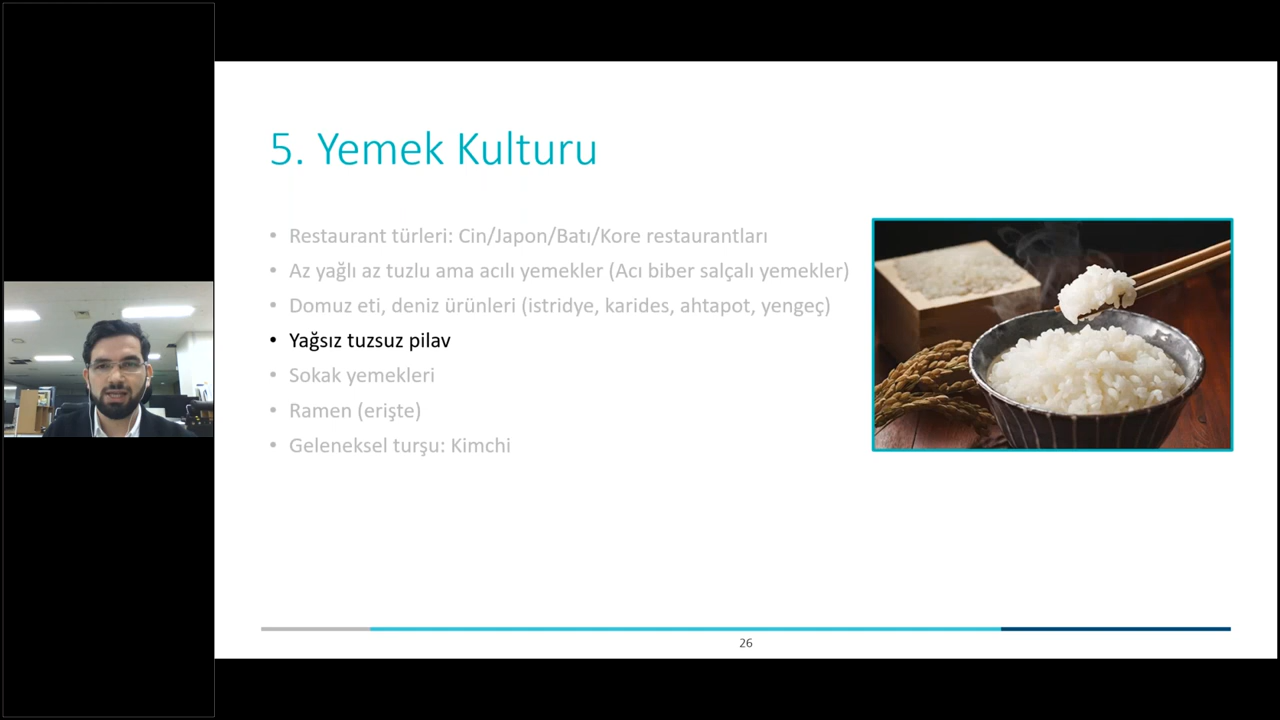 5. Yemek Kulturu
• Restaurant türleri: Cin/Japon/Batı/Kore restaurantları
• Az yağlı az tuzlu ama acılı yemekler (Acı biber salçalı yemekler)
• Domuz eti, deniz ürünleri (istridye, karides, ahtapot, yengeç)
• Yağsız tuzsuz pilav
• Sokak yemekleri
• Ramen (erişte)
• Geleneksel turşu: Kimchi
26